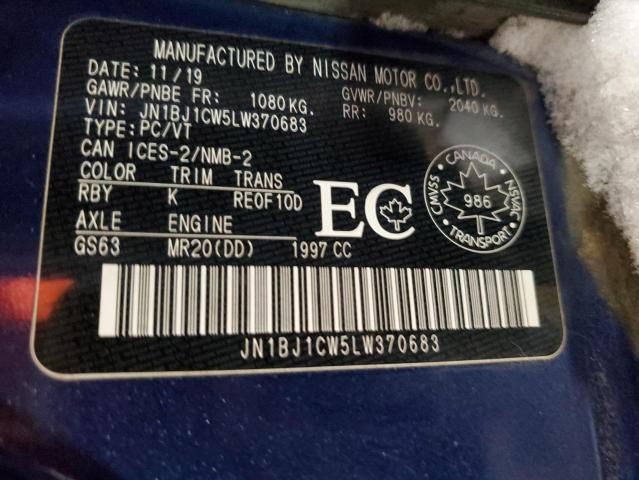 MANUFACTURED BY NISSAN MOTOR CO.,LTD.
DATE: 11/19
GAWR/PNBE FR: 1080 KG. GVWR/PNBV: 2040 KG.
RR: 980 KG.
VIN: JN1BJ1CW5LW370683
TYPE: PC/VT
CAN ICES-2/NMB-2
COLOR TRIM TRANS
RBY K RE0F10D
AXLE ENGINE
GS63 MR20(DD) 1997 CC
EC
CANADA
CMVSS 986 NSVAC
TRANSPORT
JN1BJ1CW5LW370683